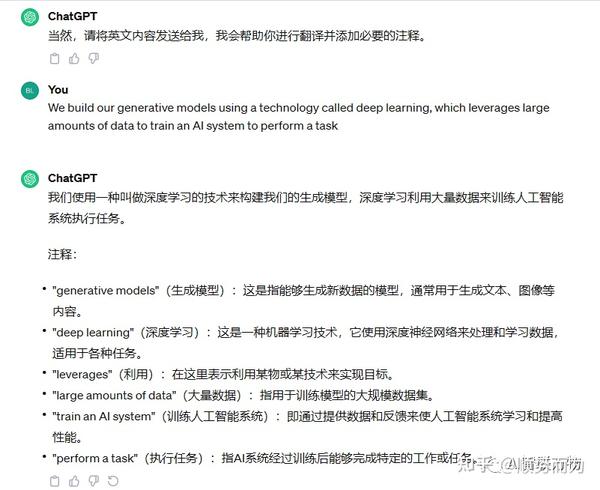 ChatGPT
当然，请将英文内容发送给我，我会帮助你进行翻译并添加必要的注释。
BL
You
We build our generative models using a technology called deep learning, which leverages large
amounts of data to train an AI system to perform a task
ChatGPT
我们使用一种叫做深度学习的技术来构建我们的生成模型，深度学习利用大量数据来训练人工智能
系统执行任务。
注释：
• "generative models"（生成模型）：这是指能够生成新数据的模型，通常用于生成文本、图像等
内容。
• "deep learning"（深度学习）：这是一种机器学习技术，它使用深度神经网络来处理和学习数据，
适用于各种任务。
• "leverages"（利用）：在这里表示利用某物或某技术来实现目标。
• "large amounts of data"（大量数据）：指用于训练模型的大规模数据集。
• "train an AI system"（训练人工智能系统）：即通过提供数据和反馈来使人工智能系统学习和提高
性能。
• "perform a task"（执行任务）：指AI系统经过训练后能够完成特定的工作或任务。
知乎